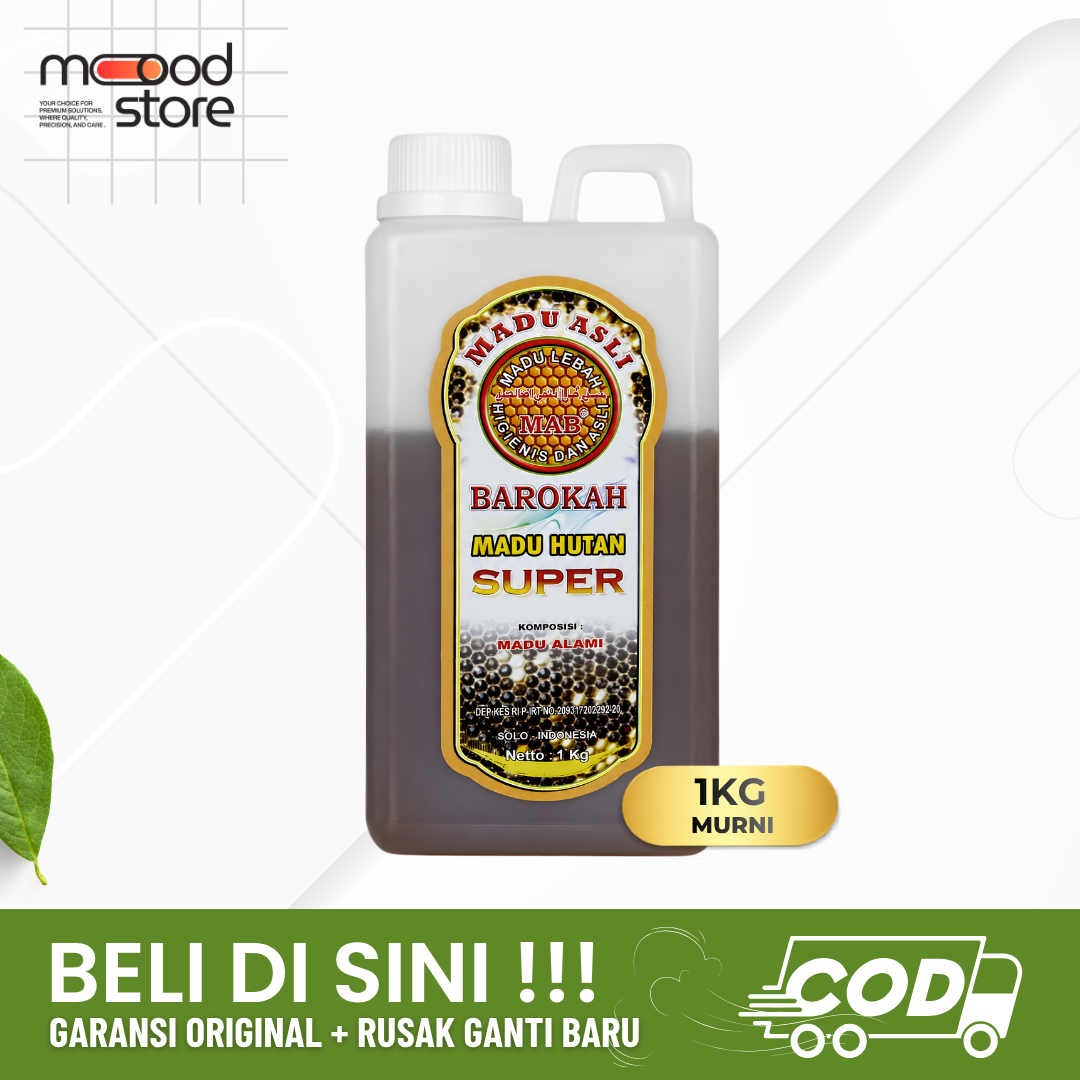 mood
store
YOUR CHOICE FOR
PREMIUM SOLUTIONS,
WHERE QUALITY,
PRECISION, AND CARE.
MADU ASLI
MADU LEBAH
MAB®
HIGIENIS DAN ASLI
BAROKAH
MADU HUTAN
SUPER
KOMPOSISI :
MADU ALAMI
DEP.KES RI P-IRT NO.209317202292-20
SOLO - INDONESIA
Netto : 1 Kg
1KG
MURNI
BELI DI SINI !!!
GARANSI ORIGINAL + RUSAK GANTI BARU
COD